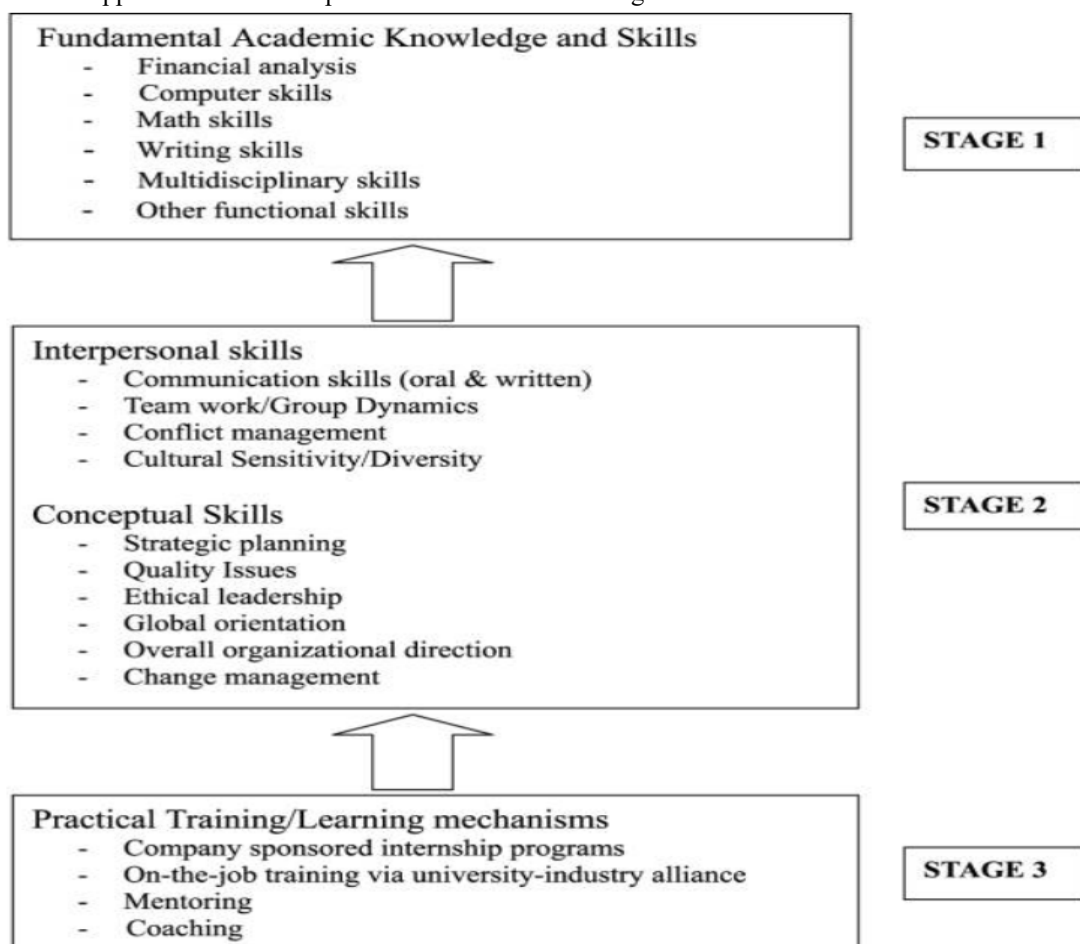 Fundamental Academic Knowledge and Skills
- Financial analysis
- Computer skills
- Math skills
- Writing skills
- Multidisciplinary skills
- Other functional skills
STAGE 1
Interpersonal skills
- Communication skills (oral & written)
- Team work/Group Dynamics
- Conflict management
- Cultural Sensitivity/Diversity
Conceptual Skills
- Strategic planning
- Quality Issues
- Ethical leadership
- Global orientation
- Overall organizational direction
- Change management
STAGE 2
Practical Training/Learning mechanisms
- Company sponsored internship programs
- On-the-job training via university-industry alliance
- Mentoring
- Coaching
STAGE 3